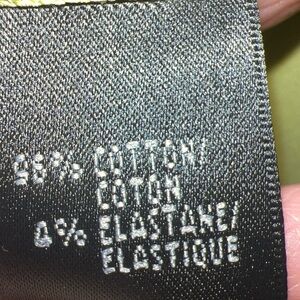 96% COTTON/
COTON
4% ELASTANE/
ELASTIQUE